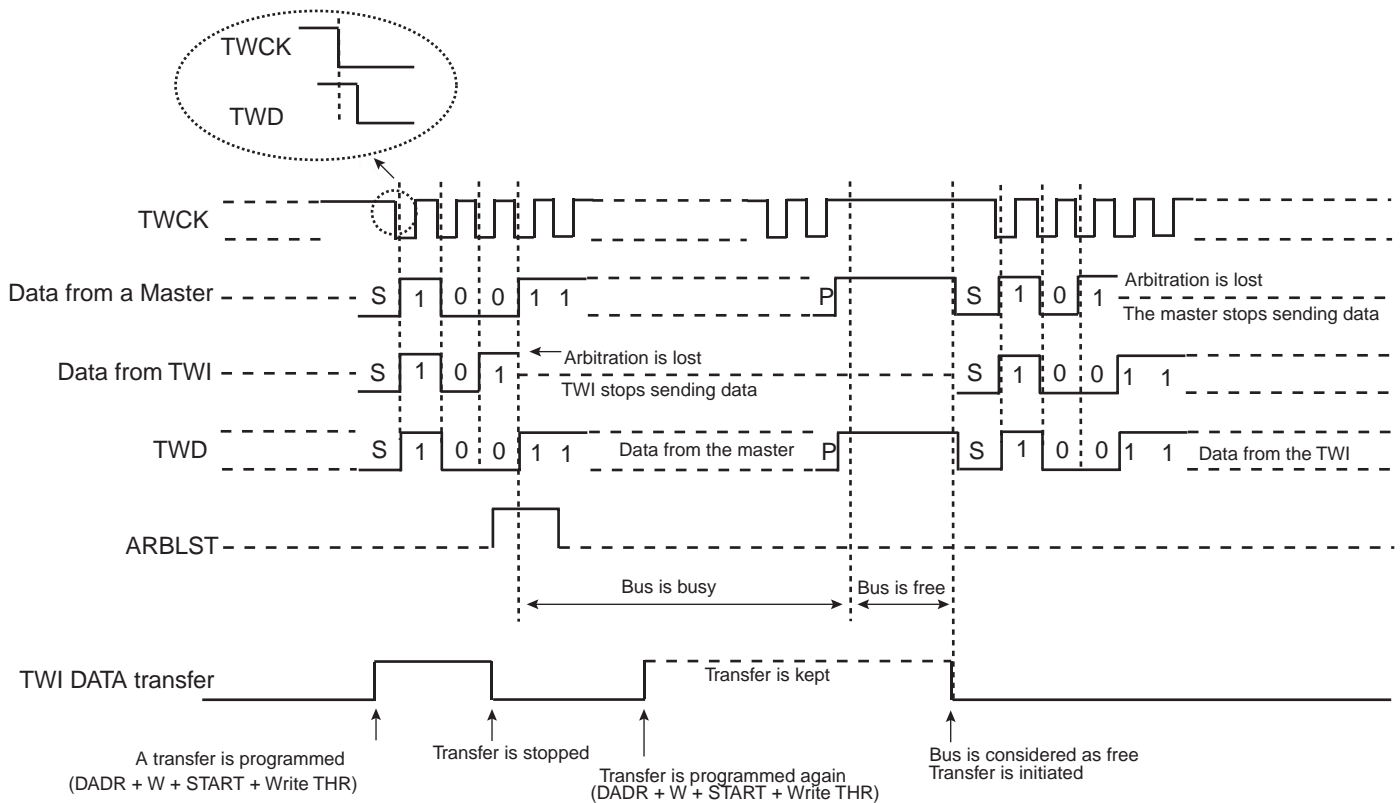 TWCK
TWD
TWCK
Data from a Master S 1 0 0 1 1 P S 1 0 1 Arbitration is lost
The master stops sending data
Data from TWI S 1 0 1 Arbitration is lost
TWI stops sending data
S 1 0 0 1 1
TWD S 1 0 0 1 1 Data from the master P S 1 0 0 1 1 Data from the TWI
ARBLST
Bus is busy Bus is free
TWI DATA transfer Transfer is kept
A transfer is programmed
(DADR + W + START + Write THR)
Transfer is stopped
Transfer is programmed again
(DADR + W + START + Write THR)
Bus is considered as free
Transfer is initiated